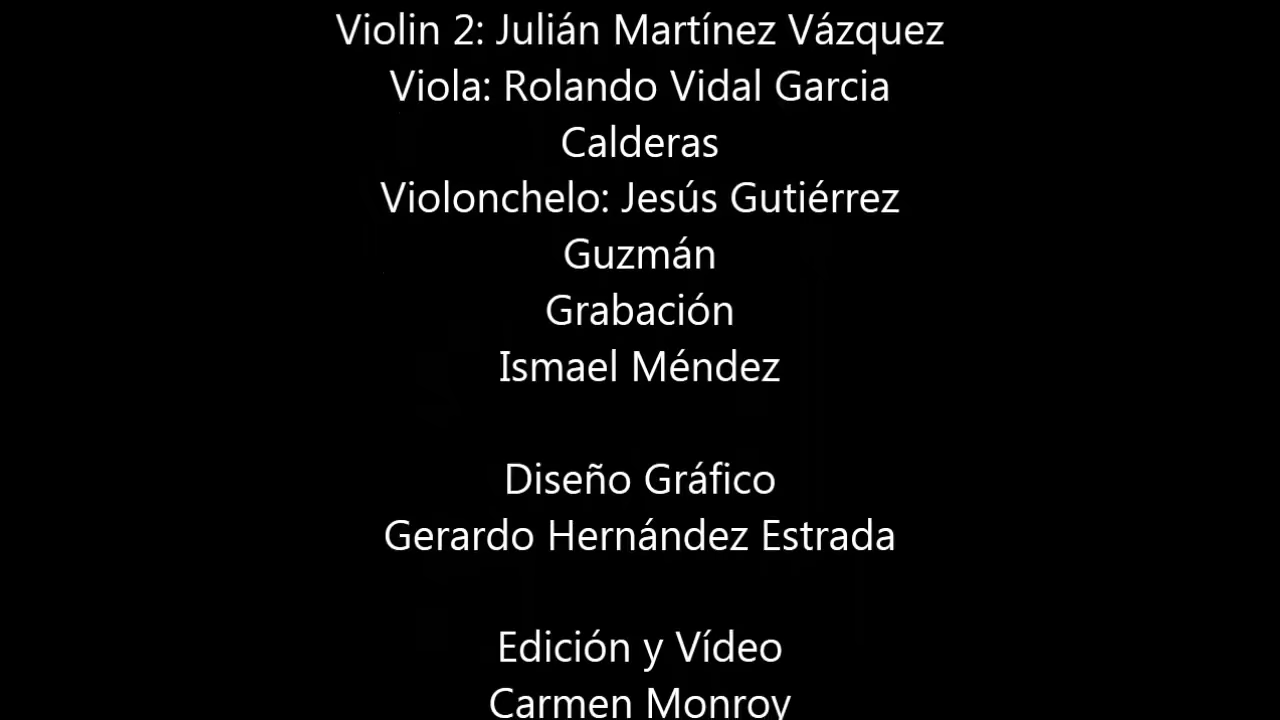 Violin 2: Julián Martínez Vázquez
Viola: Rolando Vidal Garcia
Calderas
Violonchelo: Jesús Gutiérrez
Guzmán
Grabación
Ismael Méndez
Diseño Gráfico
Gerardo Hernández Estrada
Edición y Vídeo
Carmen Monroy